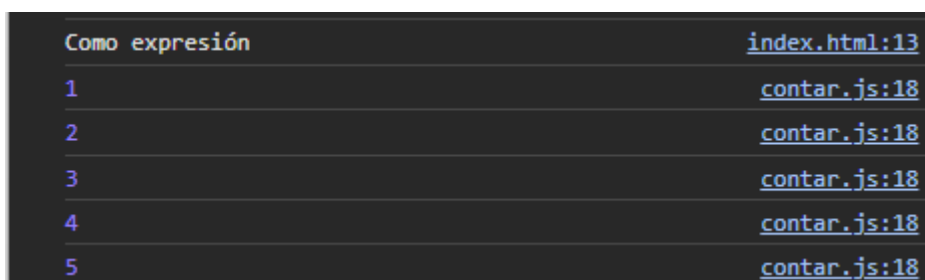 Como expresión index.html:13
1 contar.js:18
2 contar.js:18
3 contar.js:18
4 contar.js:18
5 contar.js:18